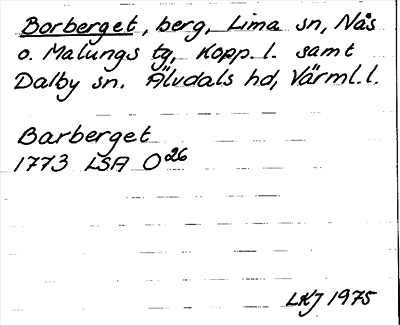 Borberget, berg, Lima sn, Nås
o. Malungs tg, Kopp. l. samt
Dalby sn. Älvdals hd, Värml. l.
Barberget
1773 LSA O26
LKJ 1975